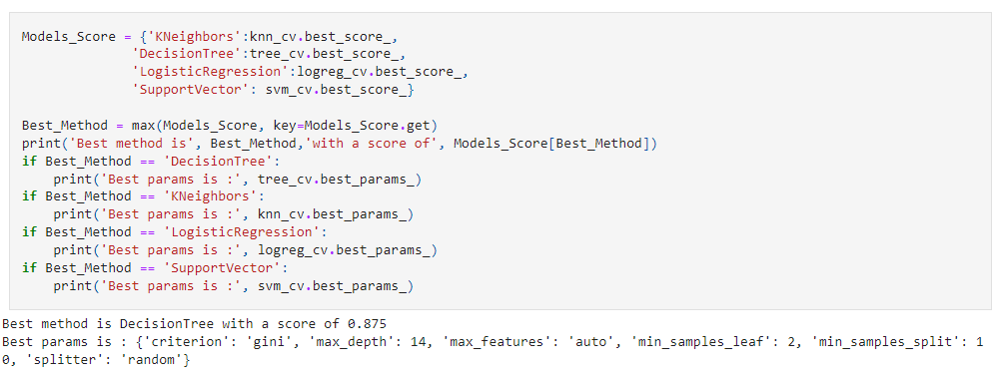 Models_Score = {'KNeighbors':knn_cv.best_score_,
              'DecisionTree':tree_cv.best_score_,
              'LogisticRegression':logreg_cv.best_score_,
              'SupportVector': svm_cv.best_score_}
Best_Method = max(Models_Score, key=Models_Score.get)
print('Best method is', Best_Method,'with a score of', Models_Score[Best_Method])
if Best_Method == 'DecisionTree':
    print('Best params is :', tree_cv.best_params_)
if Best_Method == 'KNeighbors':
    print('Best params is :', knn_cv.best_params_)
if Best_Method == 'LogisticRegression':
    print('Best params is :', logreg_cv.best_params_)
if Best_Method == 'SupportVector':
    print('Best params is :', svm_cv.best_params_)
Best method is DecisionTree with a score of 0.875
Best params is : {'criterion': 'gini', 'max_depth': 14, 'max_features': 'auto', 'min_samples_leaf': 2, 'min_samples_split': 1
0, 'splitter': 'random'}